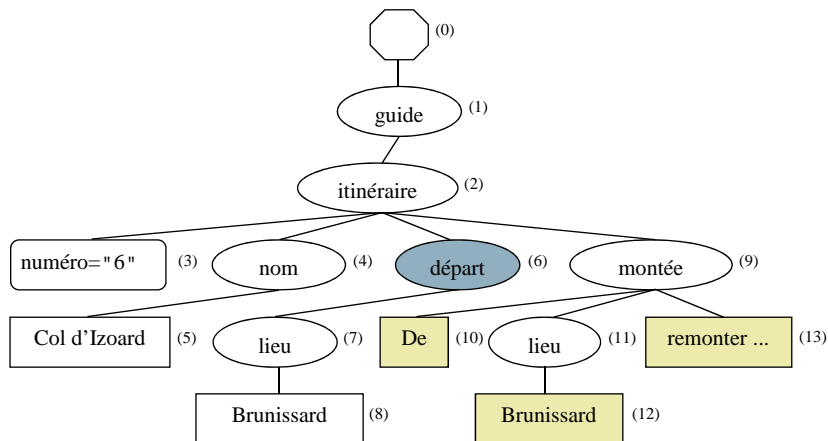 (0)
guide (1)
itinéraire (2)
numéro="6" (3) nom (4) départ (6) montée (9)
Col d'Izoard (5) lieu (7) De (10) lieu (11) remonter ... (13)
Brunissard (8) Brunissard (12)